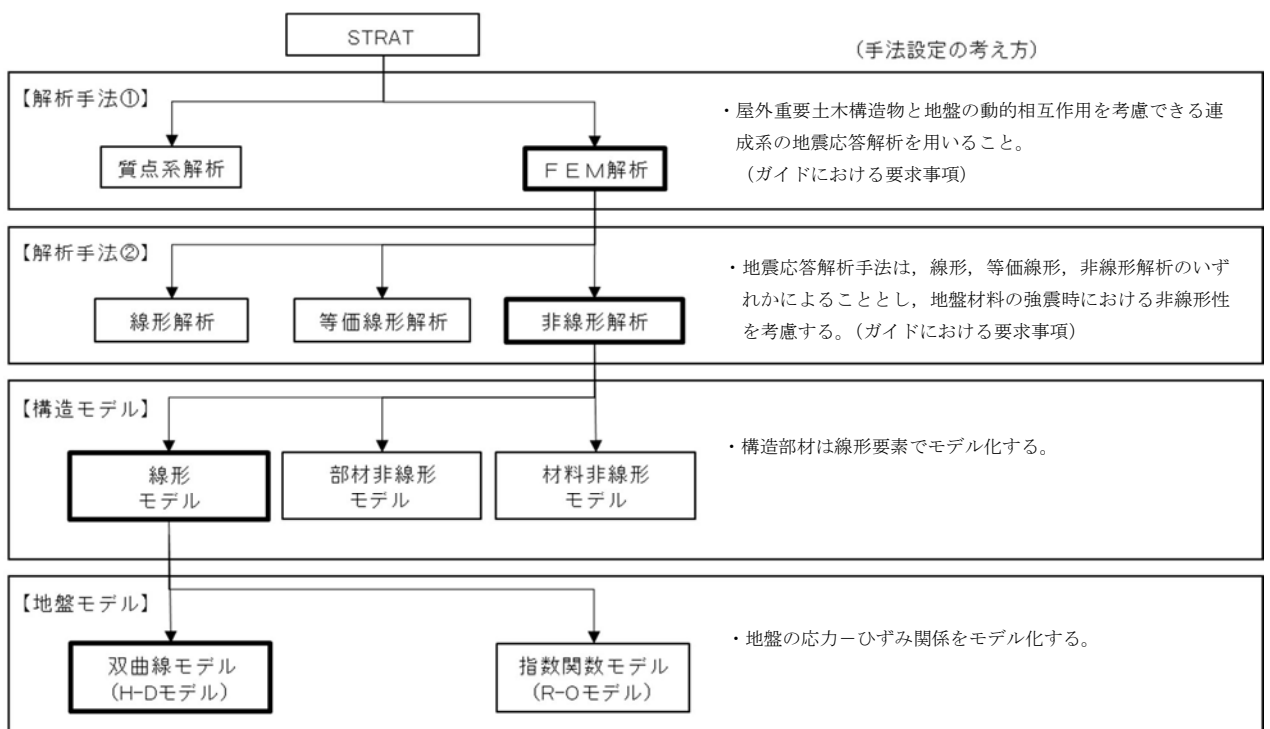 STRAT
(手法設定の考え方)
【解析手法①】
・屋外重要土木構造物と地盤の動的相互作用を考慮できる連
成系の地震応答解析を用いること。
(ガイドにおける要求事項)
質点系解析
FEM解析
【解析手法②】
・地震応答解析手法は，線形，等価線形，非線形解析のいず
れかによることとし，地盤材料の強震時における非線形性
を考慮する。(ガイドにおける要求事項)
線形解析
等価線形解析
非線形解析
【構造モデル】
・構造部材は線形要素でモデル化する。
線形
モデル
部材非線形
モデル
材料非線形
モデル
【地盤モデル】
・地盤の応力－ひずみ関係をモデル化する。
双曲線モデル
(H-Dモデル)
指数関数モデル
(R-Oモデル)